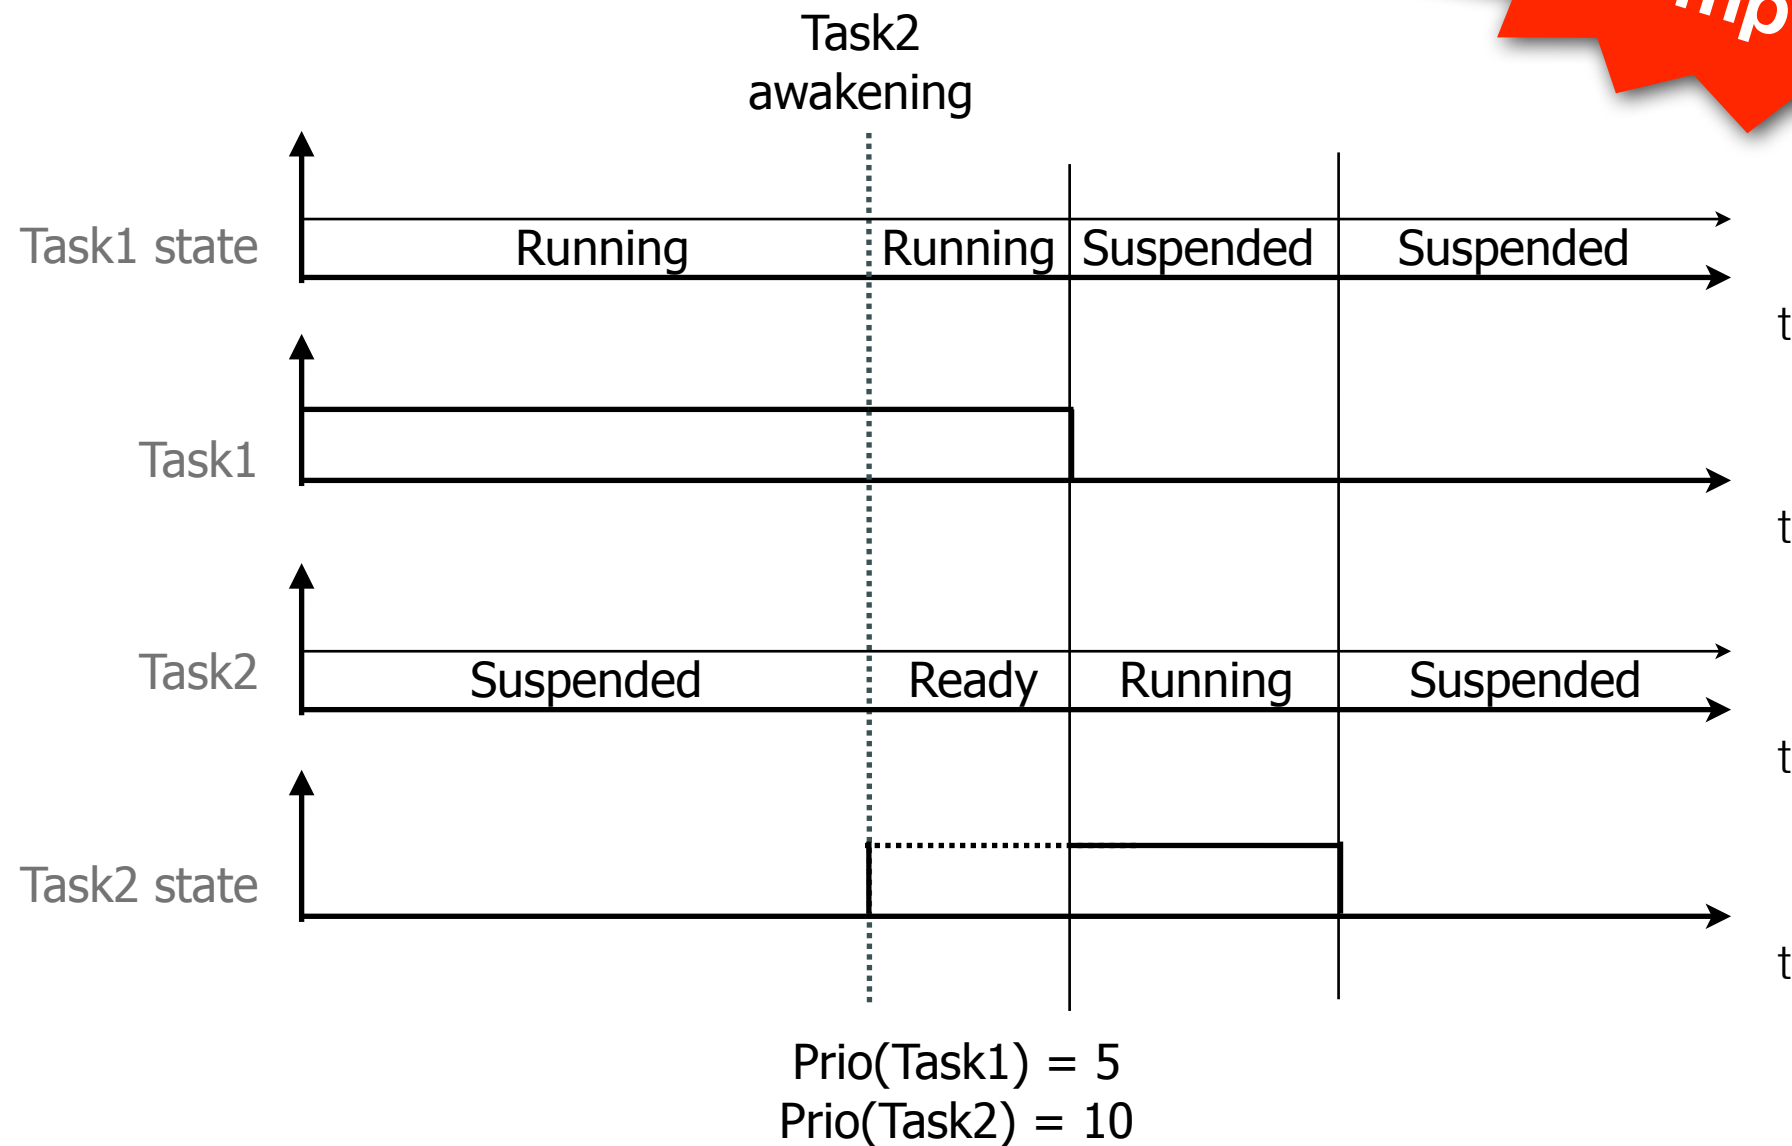 Task2
awakening
Task1 state
Running Running Suspended Suspended
t
Task1
t
Task2
Suspended Ready Running Suspended
t
Task2 state
t
Prio(Task1) = 5
Prio(Task2) = 10